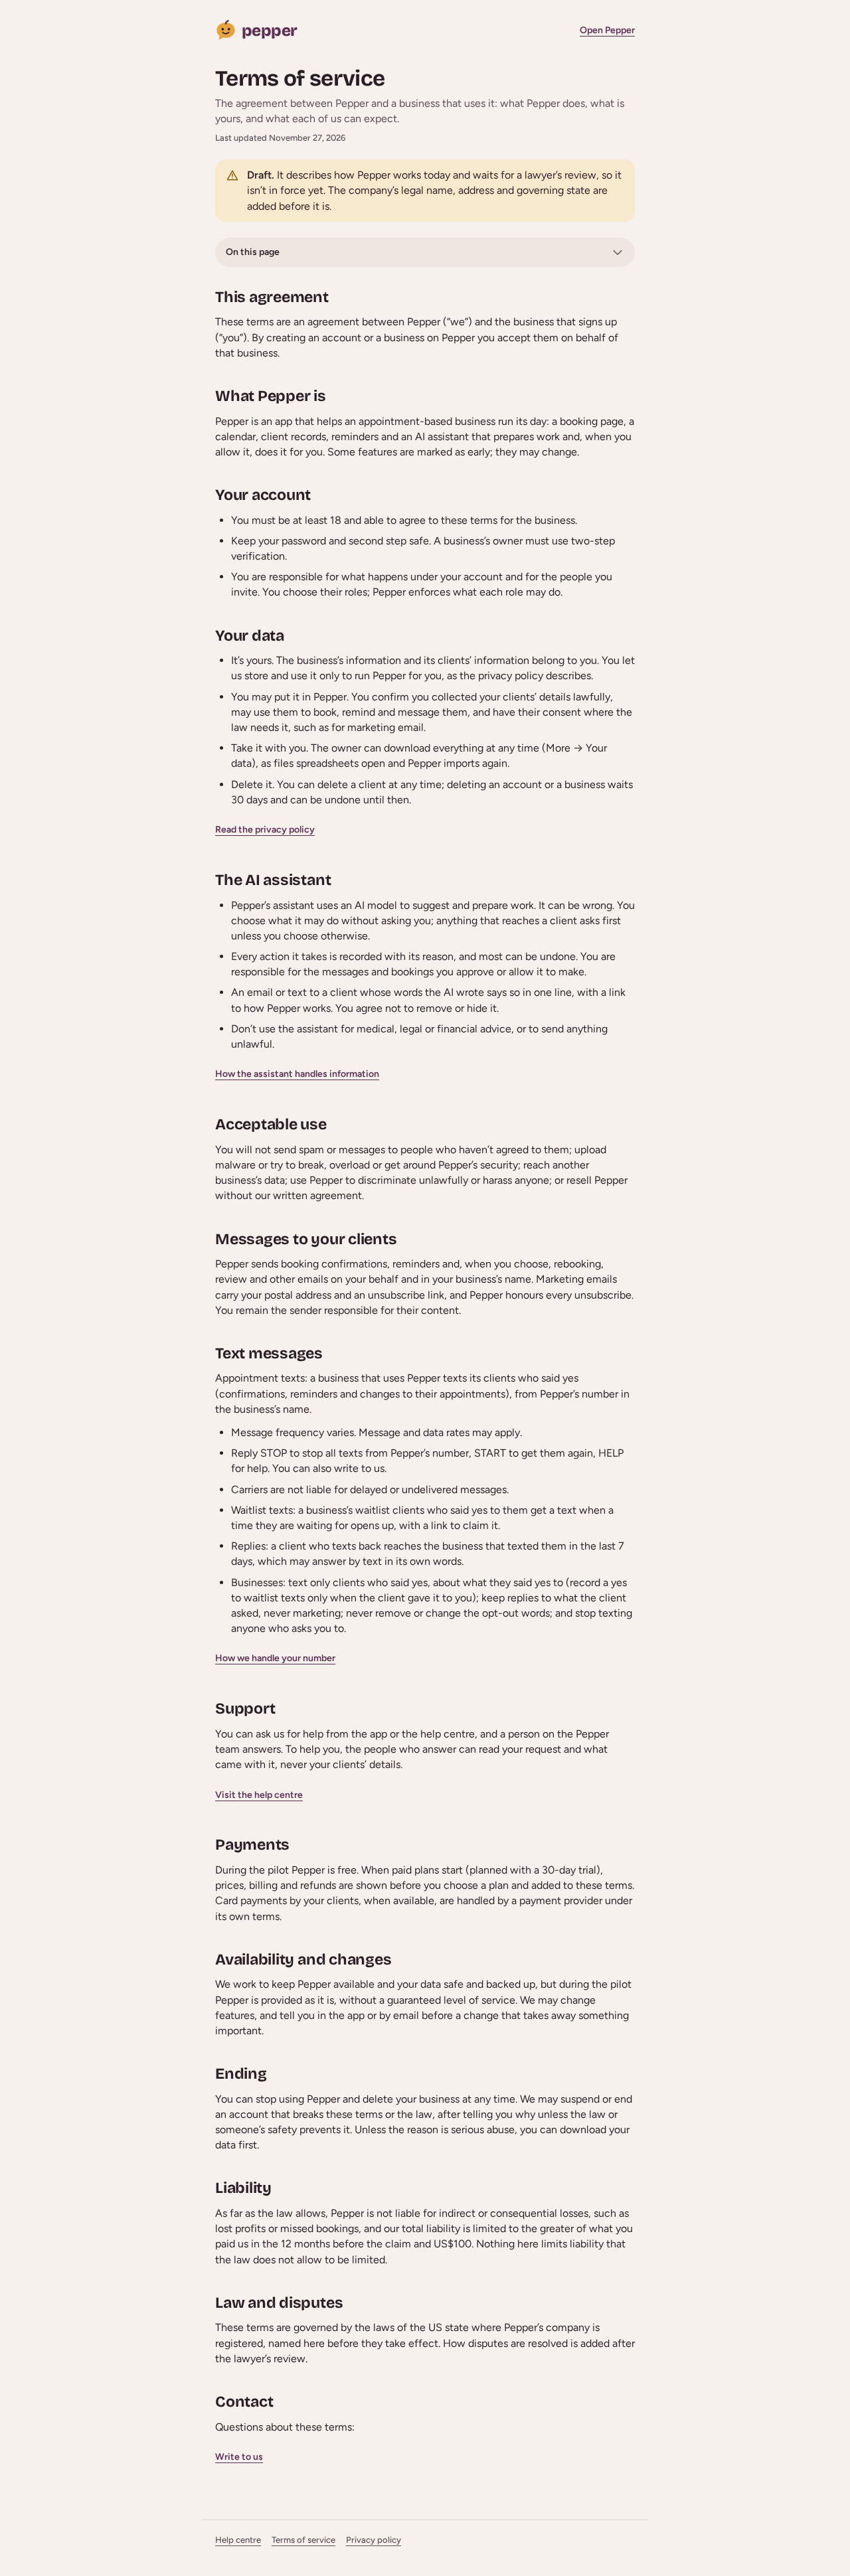 pepper
Open Pepper
Terms of service
The agreement between Pepper and a business that uses it: what Pepper does, what is
yours, and what each of us can expect.
Last updated November 27, 2026
Draft. It describes how Pepper works today and waits for a lawyer’s review, so it
isn’t in force yet. The company’s legal name, address and governing state are
added before it is.
On this page
This agreement
These terms are an agreement between Pepper (“we”) and the business that signs up
(“you”). By creating an account or a business on Pepper you accept them on behalf of
that business.
What Pepper is
Pepper is an app that helps an appointment-based business run its day: a booking page, a
calendar, client records, reminders and an AI assistant that prepares work and, when you
allow it, does it for you. Some features are marked as early; they may change.
Your account
• You must be at least 18 and able to agree to these terms for the business.
• Keep your password and second step safe. A business’s owner must use two-step
verification.
• You are responsible for what happens under your account and for the people you
invite. You choose their roles; Pepper enforces what each role may do.
Your data
• It’s yours. The business’s information and its clients’ information belong to you. You let
us store and use it only to run Pepper for you, as the privacy policy describes.
• You may put it in Pepper. You confirm you collected your clients’ details lawfully,
may use them to book, remind and message them, and have their consent where the
law needs it, such as for marketing email.
• Take it with you. The owner can download everything at any time (More → Your
data), as files spreadsheets open and Pepper imports again.
• Delete it. You can delete a client at any time; deleting an account or a business waits
30 days and can be undone until then.
Read the privacy policy
The AI assistant
• Pepper’s assistant uses an AI model to suggest and prepare work. It can be wrong. You
choose what it may do without asking you; anything that reaches a client asks first
unless you choose otherwise.
• Every action it takes is recorded with its reason, and most can be undone. You are
responsible for the messages and bookings you approve or allow it to make.
• An email or text to a client whose words the AI wrote says so in one line, with a link
to how Pepper works. You agree not to remove or hide it.
• Don’t use the assistant for medical, legal or financial advice, or to send anything
unlawful.
How the assistant handles information
Acceptable use
You will not send spam or messages to people who haven’t agreed to them; upload
malware or try to break, overload or get around Pepper’s security; reach another
business’s data; use Pepper to discriminate unlawfully or harass anyone; or resell Pepper
without our written agreement.
Messages to your clients
Pepper sends booking confirmations, reminders and, when you choose, rebooking,
review and other emails on your behalf and in your business’s name. Marketing emails
carry your postal address and an unsubscribe link, and Pepper honours every unsubscribe.
You remain the sender responsible for their content.
Text messages
Appointment texts: a business that uses Pepper texts its clients who said yes
(confirmations, reminders and changes to their appointments), from Pepper’s number in
the business’s name.
• Message frequency varies. Message and data rates may apply.
• Reply STOP to stop all texts from Pepper’s number, START to get them again, HELP
for help. You can also write to us.
• Carriers are not liable for delayed or undelivered messages.
• Waitlist texts: a business’s waitlist clients who said yes to them get a text when a
time they are waiting for opens up, with a link to claim it.
• Replies: a client who texts back reaches the business that texted them in the last 7
days, which may answer by text in its own words.
• Businesses: text only clients who said yes, about what they said yes to (record a yes
to waitlist texts only when the client gave it to you); keep replies to what the client
asked, never marketing; never remove or change the opt-out words; and stop texting
anyone who asks you to.
How we handle your number
Support
You can ask us for help from the app or the help centre, and a person on the Pepper
team answers. To help you, the people who answer can read your request and what
came with it, never your clients’ details.
Visit the help centre
Payments
During the pilot Pepper is free. When paid plans start (planned with a 30-day trial),
prices, billing and refunds are shown before you choose a plan and added to these terms.
Card payments by your clients, when available, are handled by a payment provider under
its own terms.
Availability and changes
We work to keep Pepper available and your data safe and backed up, but during the pilot
Pepper is provided as it is, without a guaranteed level of service. We may change
features, and tell you in the app or by email before a change that takes away something
important.
Ending
You can stop using Pepper and delete your business at any time. We may suspend or end
an account that breaks these terms or the law, after telling you why unless the law or
someone’s safety prevents it. Unless the reason is serious abuse, you can download your
data first.
Liability
As far as the law allows, Pepper is not liable for indirect or consequential losses, such as
lost profits or missed bookings, and our total liability is limited to the greater of what you
paid us in the 12 months before the claim and US$100. Nothing here limits liability that
the law does not allow to be limited.
Law and disputes
These terms are governed by the laws of the US state where Pepper’s company is
registered, named here before they take effect. How disputes are resolved is added after
the lawyer’s review.
Contact
Questions about these terms:
Write to us
Help centre
Terms of service
Privacy policy